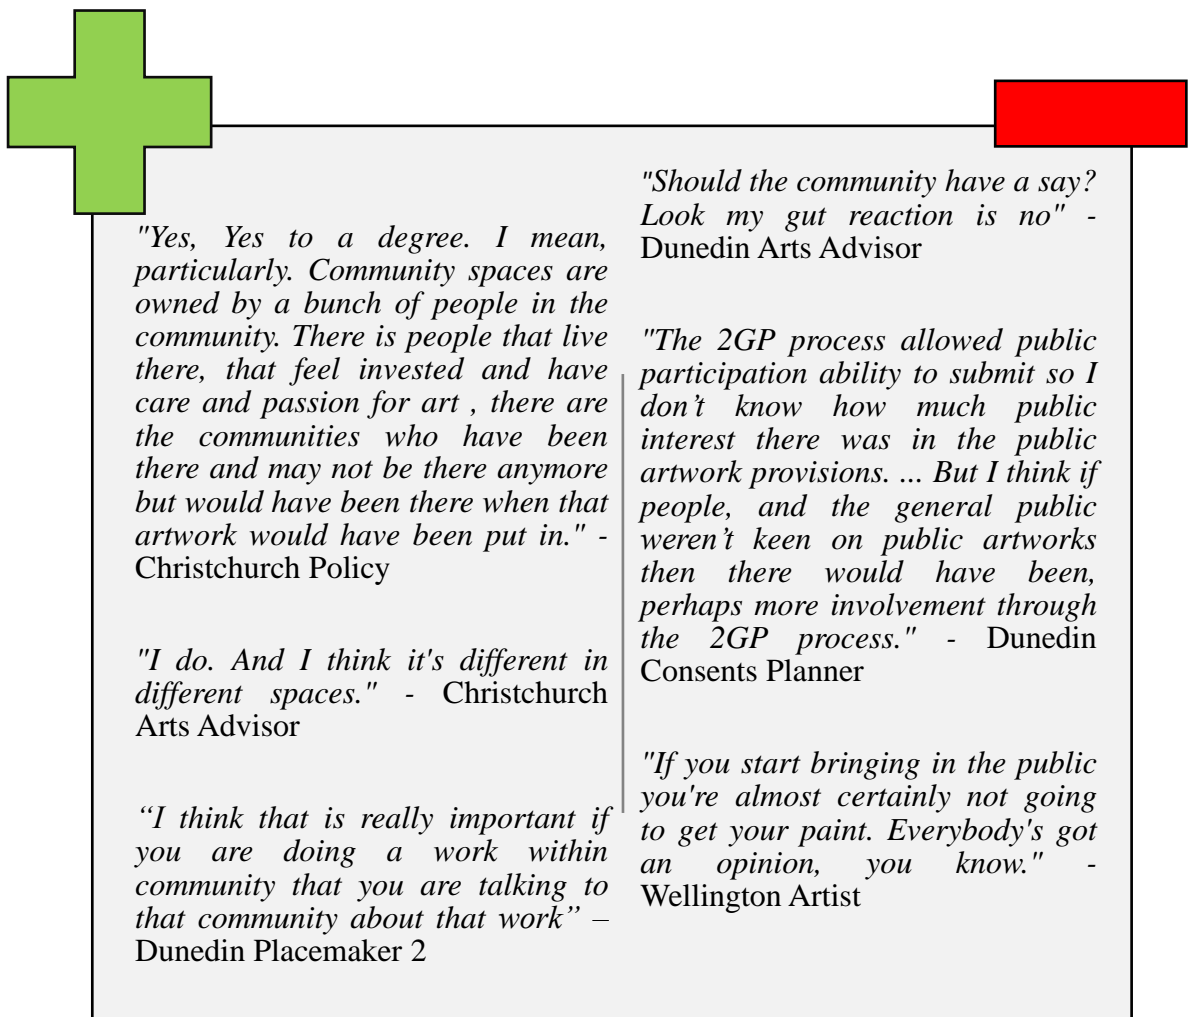 "Yes, Yes to a degree. I mean,
particularly. Community spaces are
owned by a bunch of people in the
community. There is people that live
there, that feel invested and have
care and passion for art , there are
the communities who have been
there and may not be there anymore
but would have been there when that
artwork would have been put in." -
Christchurch Policy
"I do. And I think it's different in
different spaces." - Christchurch
Arts Advisor
“I think that is really important if
you are doing a work within
community that you are talking to
that community about that work” –
Dunedin Placemaker 2
"Should the community have a say?
Look my gut reaction is no" -
Dunedin Arts Advisor
"The 2GP process allowed public
participation ability to submit so I
don’t know how much public
interest there was in the public
artwork provisions. ... But I think if
people, and the general public
weren’t keen on public artworks
then there would have been,
perhaps more involvement through
the 2GP process." - Dunedin
Consents Planner
"If you start bringing in the public
you're almost certainly not going
to get your paint. Everybody's got
an opinion, you know." -
Wellington Artist